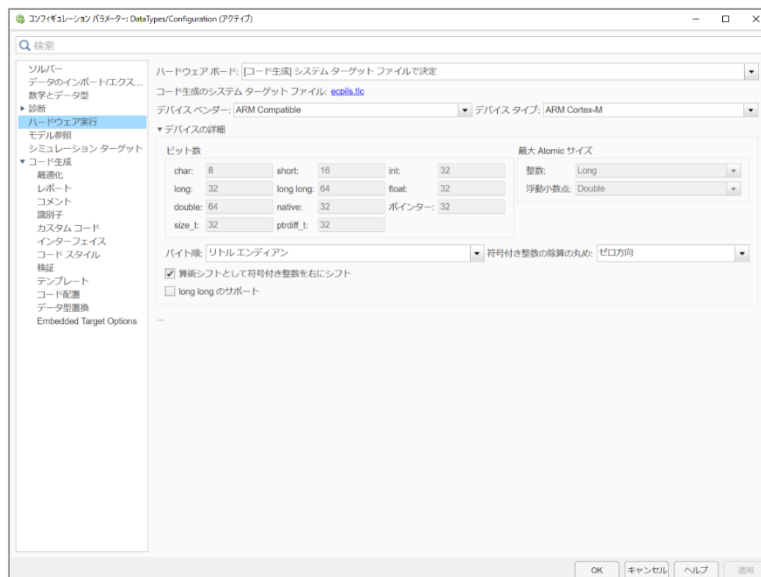 コンフィギュレーション パラメーター: DataTypes/Configuration (アクティブ)
検索
ソルバー
データのインポート/エクス...
数学とデータ型
診断
ハードウェア実行
モデル参照
シミュレーション ターゲット
コード生成
最適化
レポート
コメント
識別子
カスタム コード
インターフェイス
コード スタイル
検証
テンプレート
コード配置
データ型置換
Embedded Target Options
ハードウェア ボード: [コード生成] システム ターゲット ファイルで決定
コード生成のシステム ターゲット ファイル: ecpils.tlc
デバイス ベンダー: ARM Compatible デバイス タイプ: ARM Cortex-M
デバイスの詳細
ビット数 最大 Atomic サイズ
char: 8 short: 16 int: 32 整数: Long
long: 32 long long: 64 float: 32 浮動小数点: Double
double: 64 native: 32 ポインター: 32
size_t: 32 ptrdiff_t: 32
バイト順: リトル エンディアン 符号付き整数の除算の丸め: ゼロ方向
算術シフトとして符号付き整数を右にシフト
long long のサポート
...
OK キャンセル ヘルプ 適用